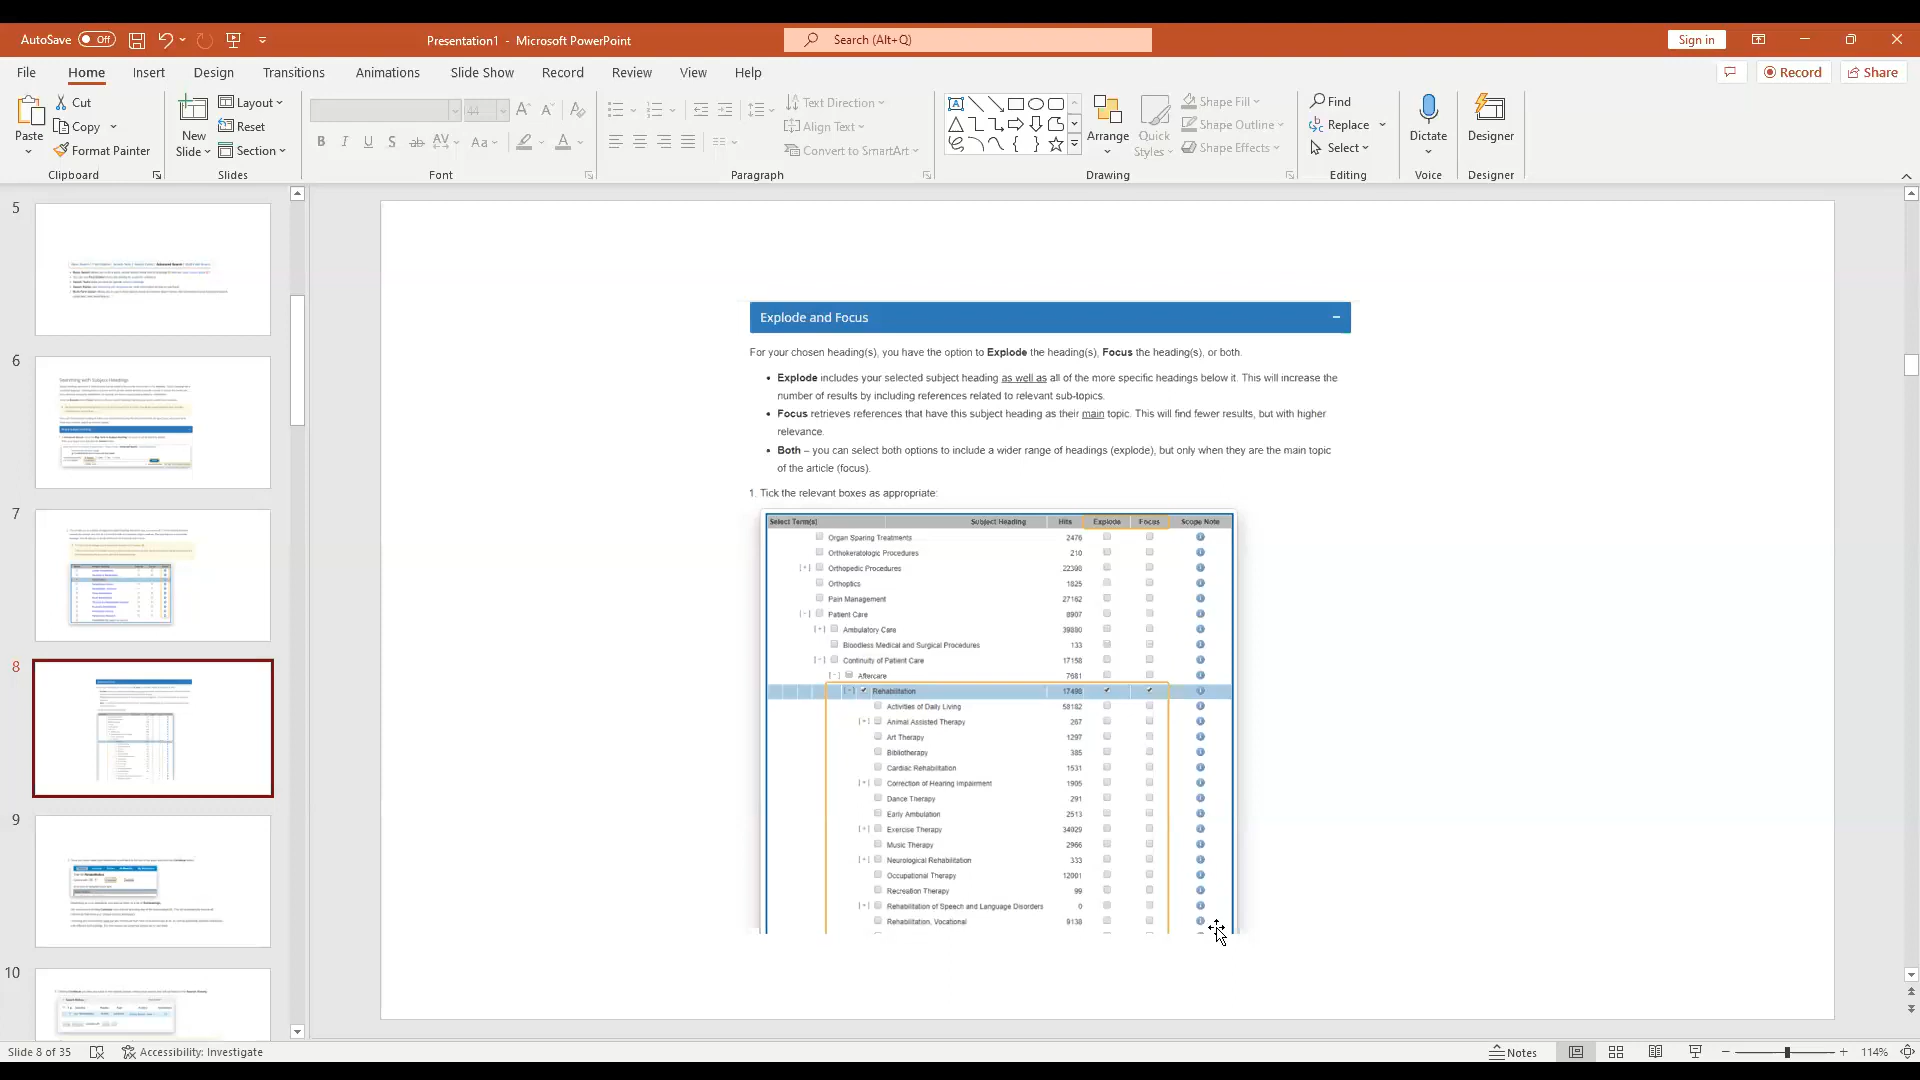 AutoSave Off
Presentation1 - Microsoft PowerPoint
Search (Alt+Q)
Sign in
File Home Insert Design Transitions Animations Slide Show Record Review View Help
Record Share
Paste
Cut
Copy
Format Painter
Clipboard
New Slide
Layout
Reset
Section
Slides
44
Font
Text Direction
Align Text
Convert to SmartArt
Paragraph
Arrange
Quick Styles
Shape Fill
Shape Outline
Shape Effects
Drawing
Find
Replace
Select
Editing
Dictate
Voice
Designer
Designer
5
6
Searching with Subject Headings
7
8
9
10
Explode and Focus
For your chosen heading(s), you have the option to Explode the heading(s), Focus the heading(s), or both.
• Explode includes your selected subject heading as well as all of the more specific headings below it. This will increase the
number of results by including references related to relevant sub-topics.
• Focus retrieves references that have this subject heading as their main topic. This will find fewer results, but with higher
relevance.
• Both – you can select both options to include a wider range of headings (explode), but only when they are the main topic
of the article (focus).
1. Tick the relevant boxes as appropriate:
Select Term(s) Subject Heading Hits Explode Focus Scope Note
Organ Sparing Treatments 2476
Orthokeratologic Procedures 210
[+] Orthopedic Procedures 22398
Orthoptics 1825
Pain Management 27162
[-] Patient Care 8907
[+] Ambulatory Care 39880
Bloodless Medical and Surgical Procedures 133
[-] Continuity of Patient Care 17158
[-] Aftercare 7681
Rehabilitation 17498
Activities of Daily Living 58182
[+] Animal Assisted Therapy 267
Art Therapy 1297
Bibliotherapy 385
Cardiac Rehabilitation 1531
[+] Correction of Hearing Impairment 1905
Dance Therapy 291
Early Ambulation 2513
[+] Exercise Therapy 34029
Music Therapy 2966
[+] Neurological Rehabilitation 333
Occupational Therapy 12001
Recreation Therapy 99
[+] Rehabilitation of Speech and Language Disorders 0
Rehabilitation, Vocational 9138
Slide 8 of 35
Accessibility: Investigate
Notes
114%